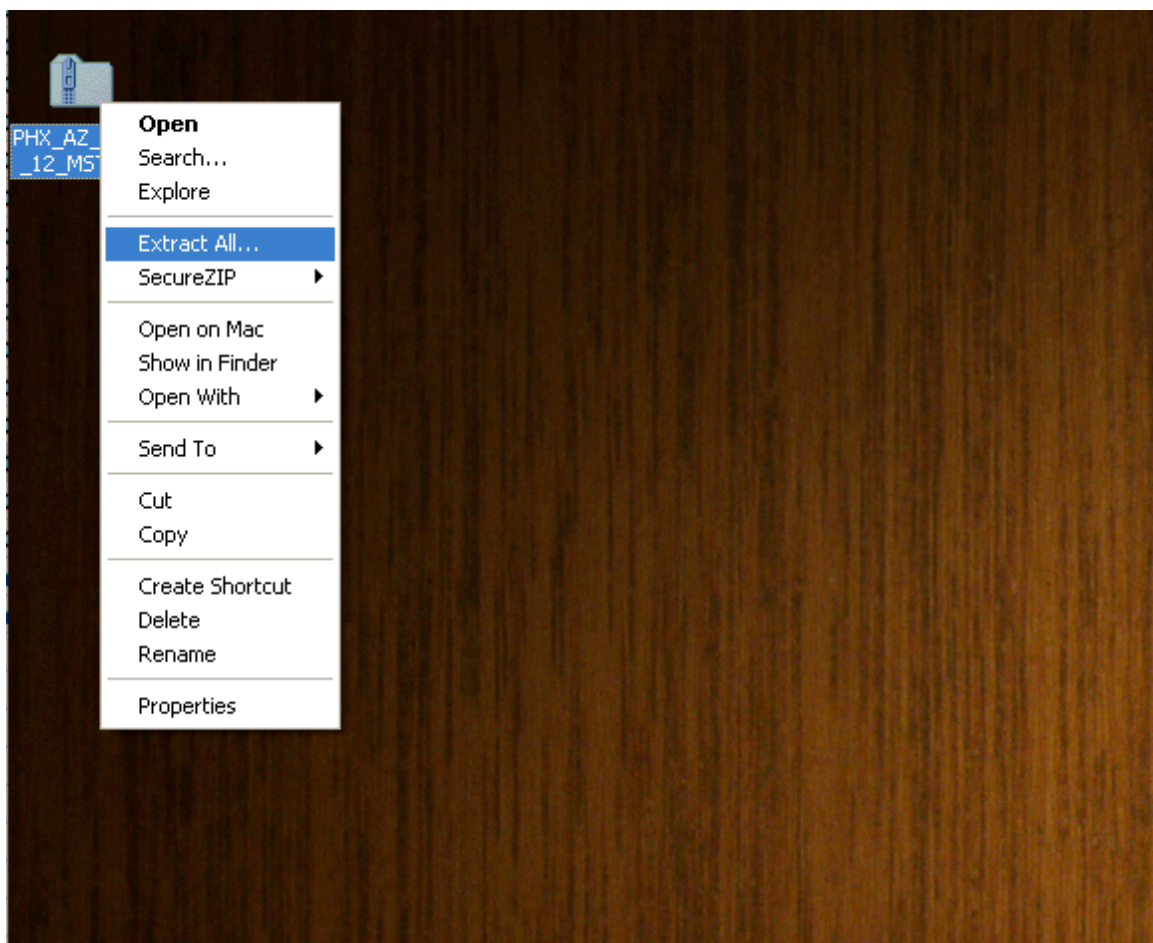 PHX_AZ_
_12_MST
Open
Search...
Explore
Extract All...
SecureZIP
Open on Mac
Show in Finder
Open With
Send To
Cut
Copy
Create Shortcut
Delete
Rename
Properties